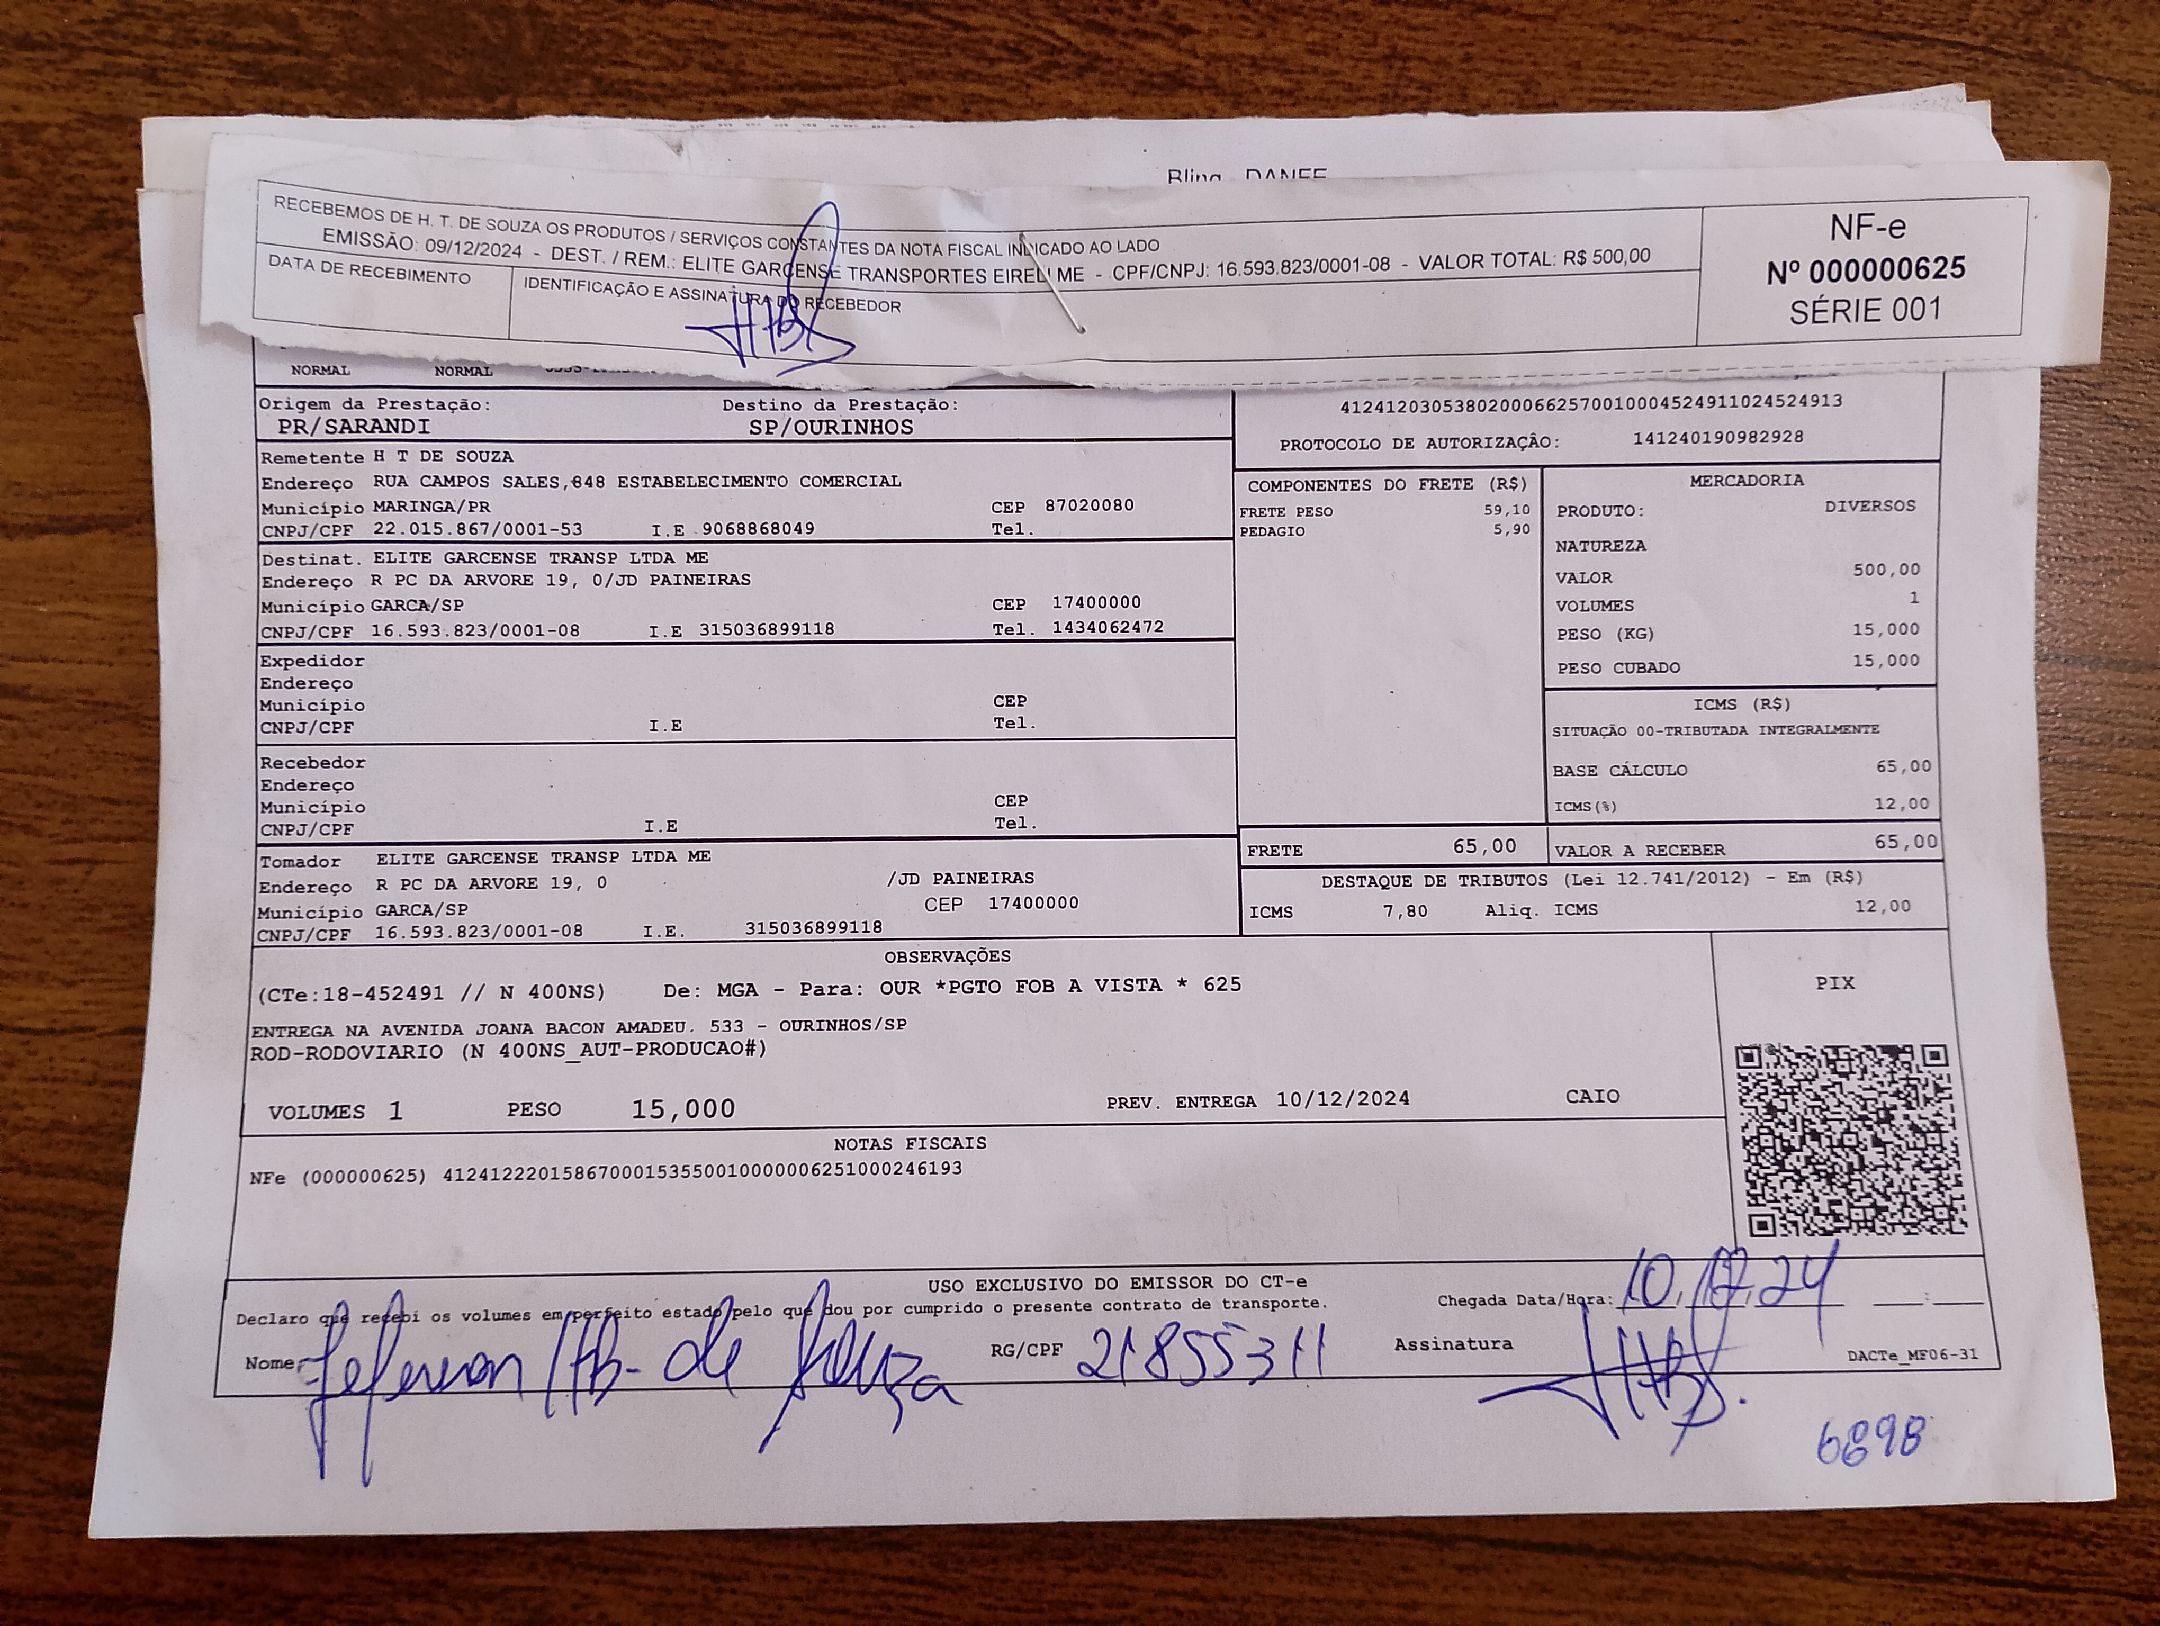 Bling DANFE
RECEBEMOS DE H. T. DE SOUZA OS PRODUTOS / SERVIÇOS CONSTANTES DA NOTA FISCAL INDICADO AO LADO
EMISSÃO: 09/12/2024 - DEST. / REM.: ELITE GARCENSE TRANSPORTES EIRELI ME - CPF/CNPJ: 16.593.823/0001-08 - VALOR TOTAL: R$ 500,00
DATA DE RECEBIMENTO
IDENTIFICAÇÃO E ASSINATURA DO RECEBEDOR
NF-e
Nº 000000625
SÉRIE 001
NORMAL NORMAL
Origem da Prestação: Destino da Prestação:
PR/SARANDI SP/OURINHOS
41241203053802000662570010004524911024524913
PROTOCOLO DE AUTORIZAÇÃO: 141240190982928
Remetente H T DE SOUZA
Endereço RUA CAMPOS SALES,848 ESTABELECIMENTO COMERCIAL
Município MARINGA/PR CEP 87020080
CNPJ/CPF 22.015.867/0001-53 I.E 9068868049 Tel.
Destinat. ELITE GARCENSE TRANSP LTDA ME
Endereço R PC DA ARVORE 19, 0/JD PAINEIRAS
Município GARCA/SP CEP 17400000
CNPJ/CPF 16.593.823/0001-08 I.E 315036899118 Tel. 1434062472
Expedidor
Endereço
Município CEP
CNPJ/CPF I.E Tel.
Recebedor
Endereço
Município CEP
CNPJ/CPF I.E Tel.
Tomador ELITE GARCENSE TRANSP LTDA ME
Endereço R PC DA ARVORE 19, 0 /JD PAINEIRAS
Município GARCA/SP CEP 17400000
CNPJ/CPF 16.593.823/0001-08 I.E. 315036899118
COMPONENTES DO FRETE (R$)
FRETE PESO 59,10
PEDAGIO 5,90
MERCADORIA
PRODUTO: DIVERSOS
NATUREZA
VALOR 500,00
VOLUMES 1
PESO (KG) 15,000
PESO CUBADO 15,000
ICMS (R$)
SITUAÇÃO 00-TRIBUTADA INTEGRALMENTE
BASE CÁLCULO 65,00
ICMS(%) 12,00
FRETE 65,00 VALOR A RECEBER 65,00
DESTAQUE DE TRIBUTOS (Lei 12.741/2012) - Em (R$)
ICMS 7,80 Aliq. ICMS 12,00
OBSERVAÇÕES
(CTe:18-452491 // N 400NS) De: MGA - Para: OUR *PGTO FOB A VISTA * 625
ENTREGA NA AVENIDA JOANA BACON AMADEU. 533 - OURINHOS/SP
ROD-RODOVIARIO (N 400NS_AUT-PRODUCAO#)
PIX
VOLUMES 1 PESO 15,000 PREV. ENTREGA 10/12/2024 CAIO
NOTAS FISCAIS
NFe (000000625) 41241222015867000153550010000006251000246193
USO EXCLUSIVO DO EMISSOR DO CT-e
Declaro que recebi os volumes em perfeito estado pelo que dou por cumprido o presente contrato de transporte. Chegada Data/Hora: 10,12,24
Nome: Jeferson de Souza RG/CPF 21855311 Assinatura
DACTe_MF06-31
6898